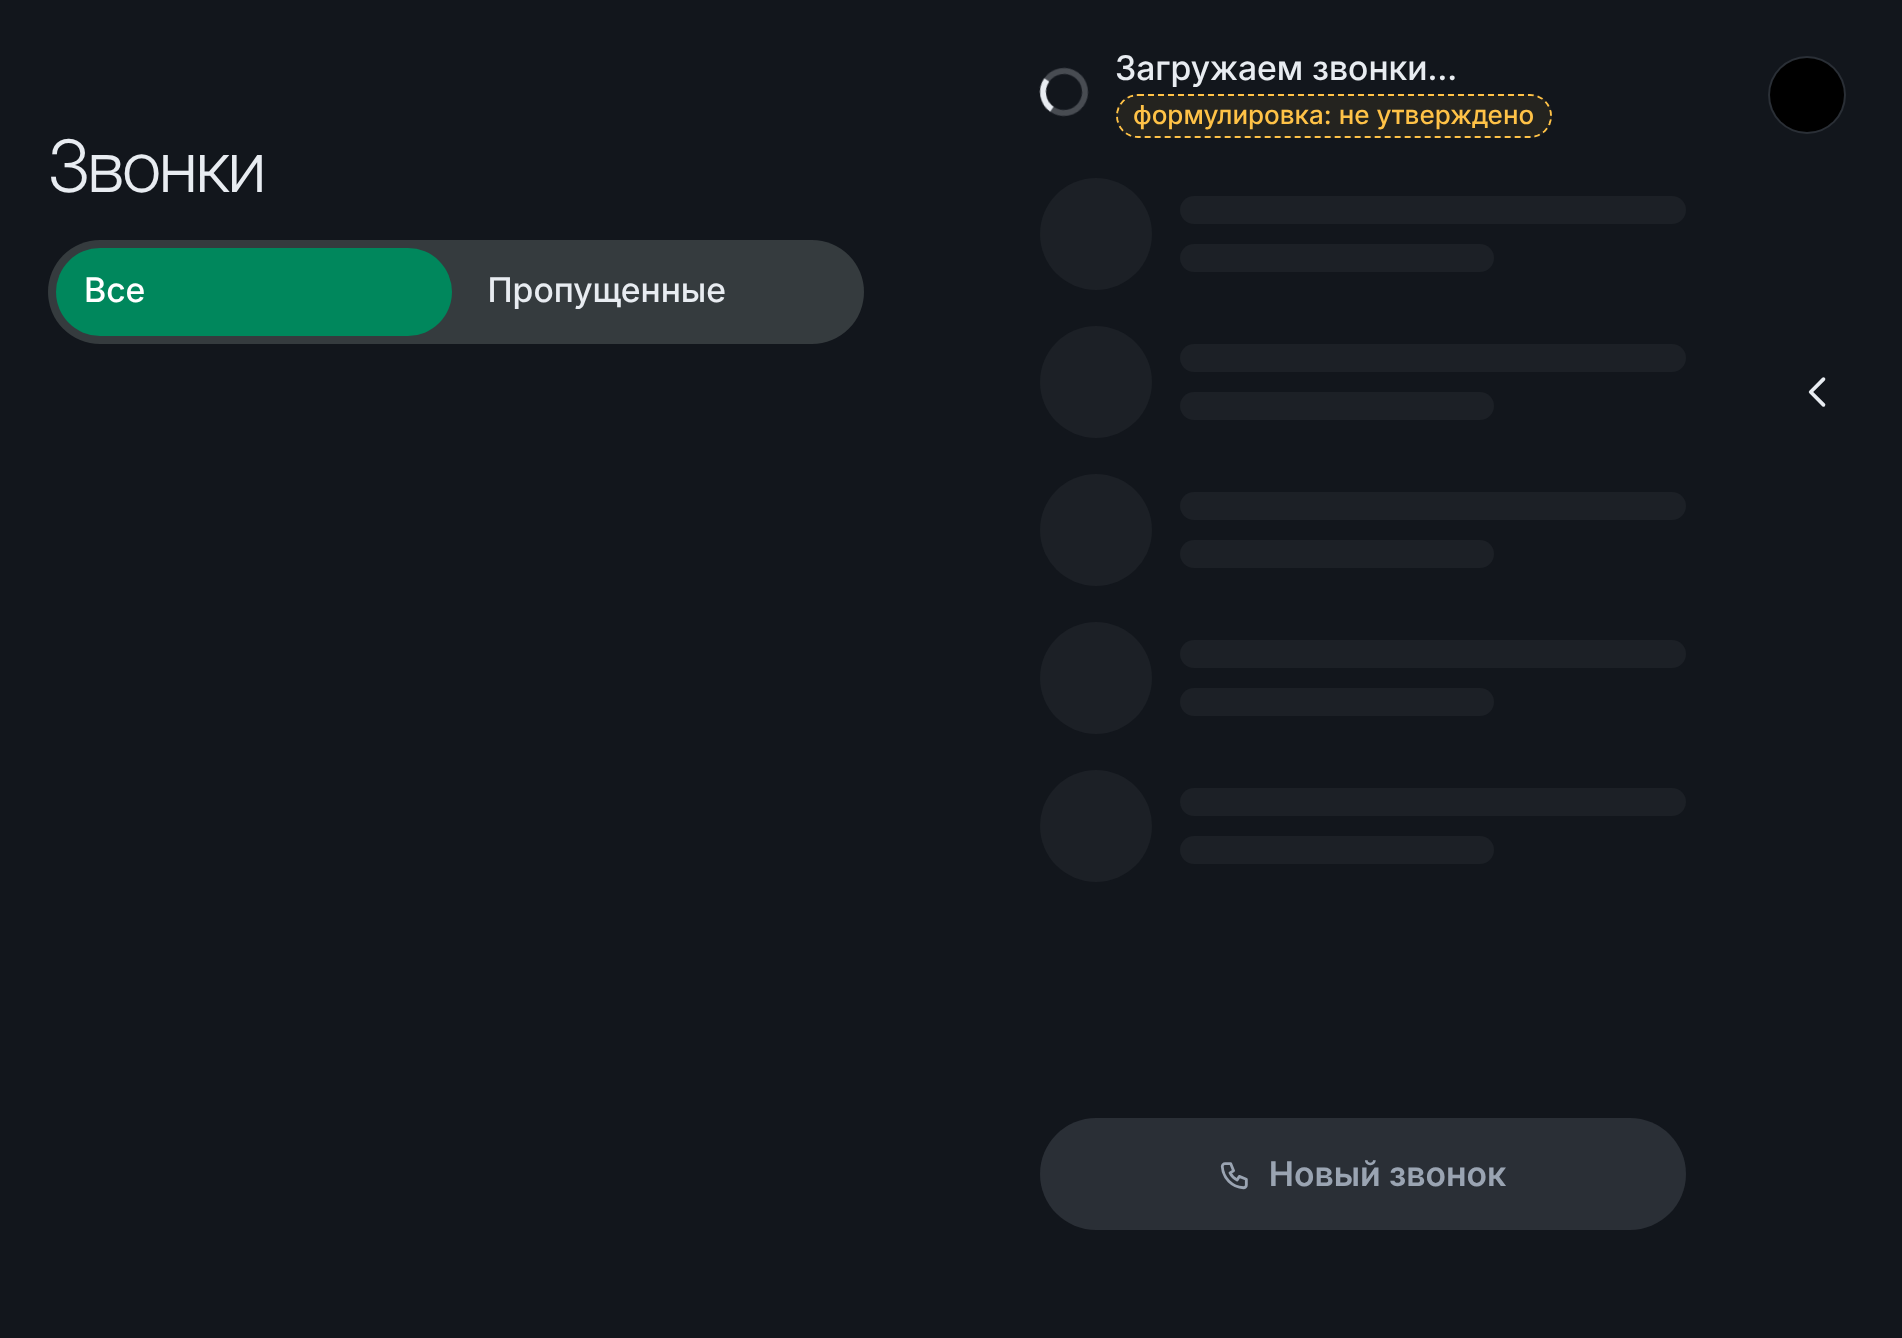 Звонки
Все
Пропущенные
Загружаем звонки...
формулировка: не утверждено
Новый звонок